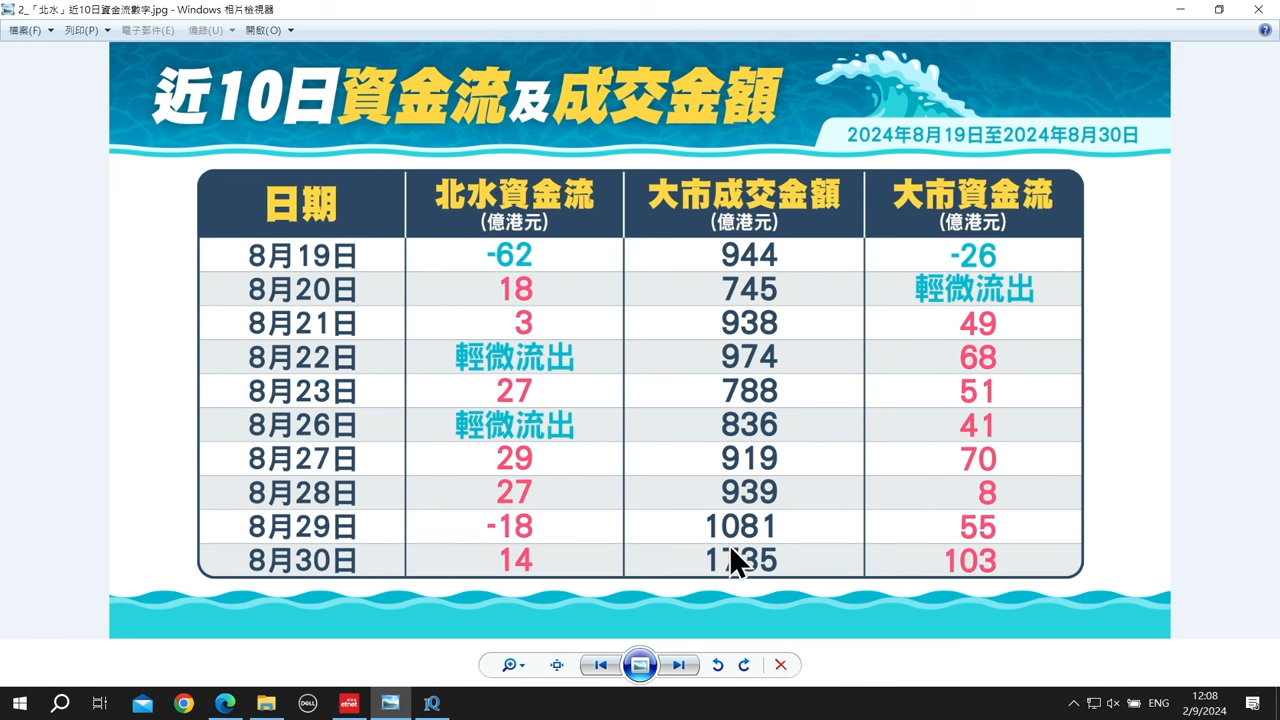 2_「北水」近10日資金流數字.jpg - Windows 相片檢視器
檔案(F) 列印(P) 電子郵件(E) 燒錄(U) 開啟(O)
近10日資金流及成交金額
2024年8月19日至2024年8月30日
日期 北水資金流 (億港元) 大市成交金額 (億港元) 大市資金流 (億港元)
8月19日 -62 944 -26
8月20日 18 745 輕微流出
8月21日 3 938 49
8月22日 輕微流出 974 68
8月23日 27 788 51
8月26日 輕微流出 836 41
8月27日 29 919 70
8月28日 27 939 8
8月29日 -18 1081 55
8月30日 14 1735 103
DELL etnet IQ ENG 12:08
2/9/2024